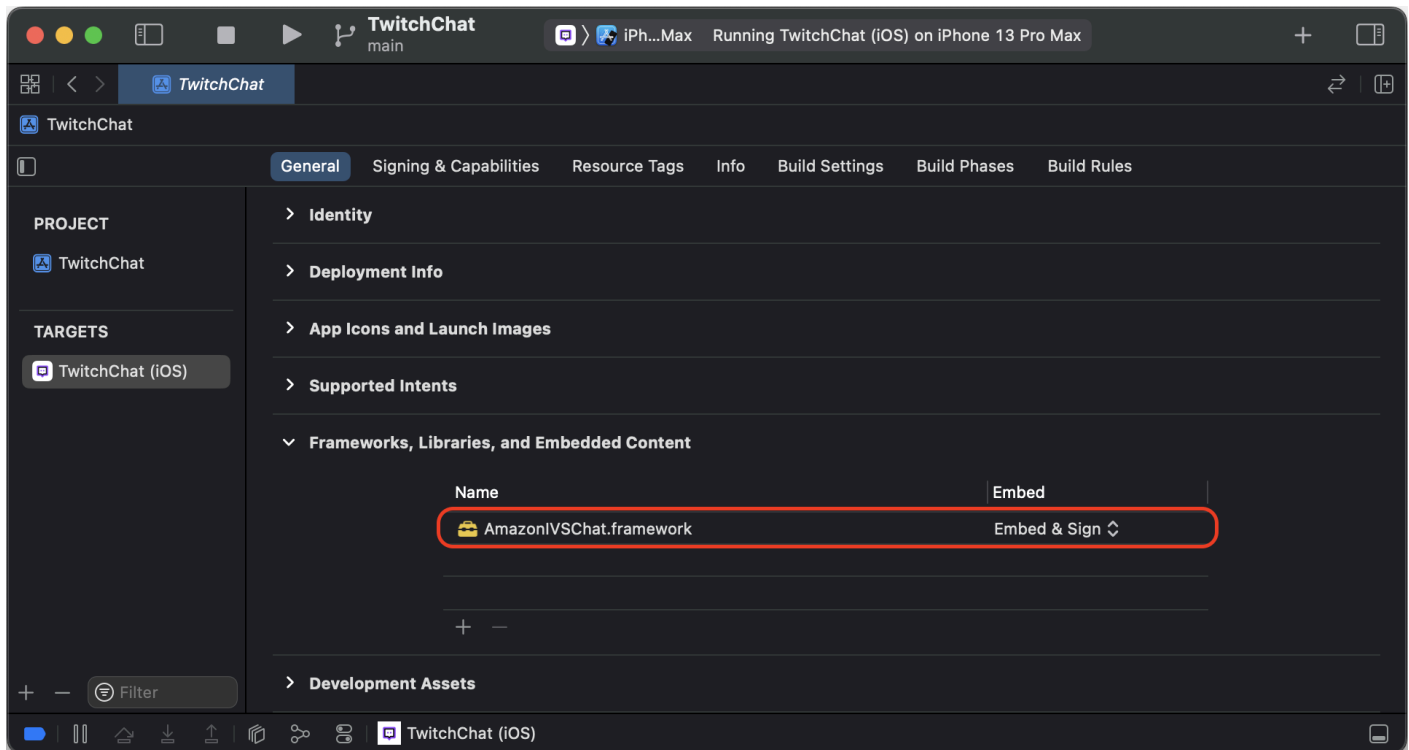 TwitchChat
main
iPh...Max Running TwitchChat (iOS) on iPhone 13 Pro Max
TwitchChat
TwitchChat
General Signing & Capabilities Resource Tags Info Build Settings Build Phases Build Rules
PROJECT
TwitchChat
TARGETS
TwitchChat (iOS)
Filter
Identity
Deployment Info
App Icons and Launch Images
Supported Intents
Frameworks, Libraries, and Embedded Content
Name Embed
AmazonIVSChat.framework Embed & Sign
Development Assets
TwitchChat (iOS)